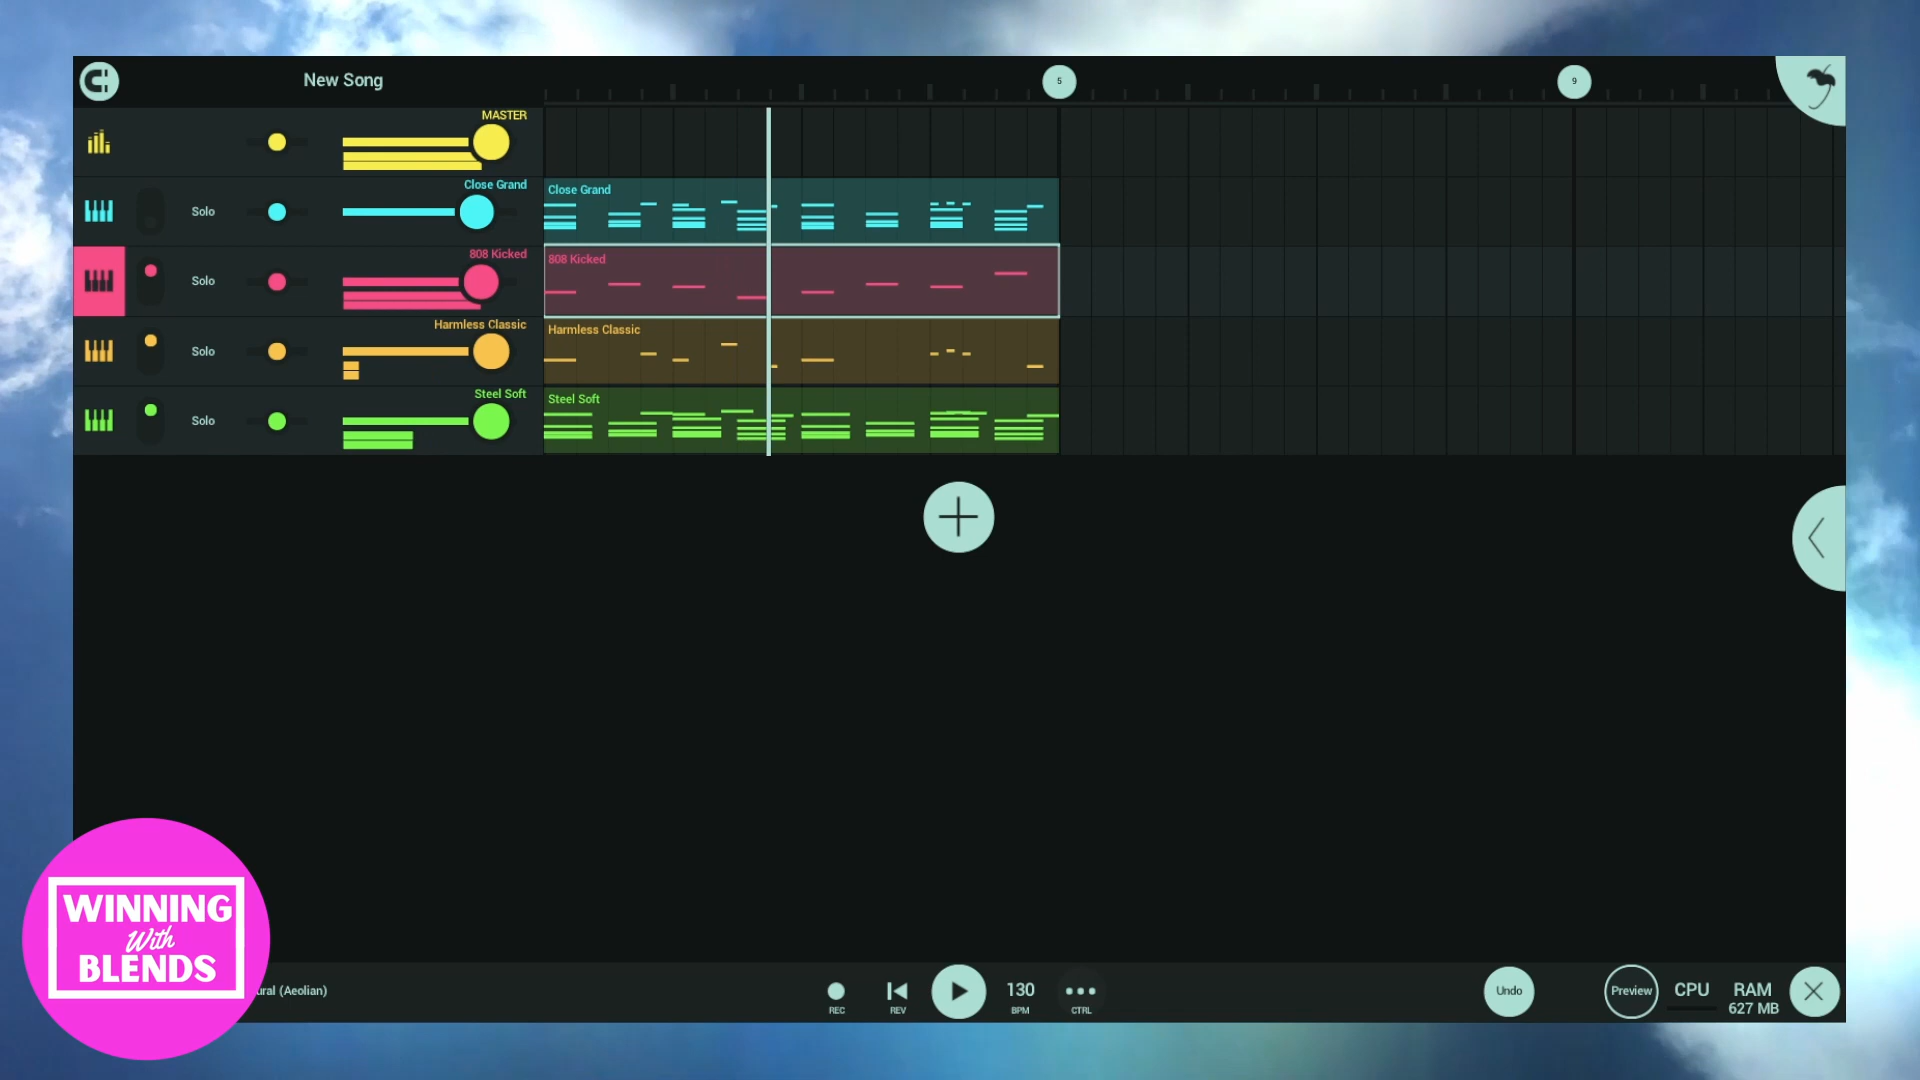 New Song
5
9
MASTER
Close Grand
Close Grand
Solo
808 Kicked
808 Kicked
Solo
Harmless Classic
Harmless Classic
Solo
Steel Soft
Steel Soft
Solo
WINNING
With
BLENDS
ural (Aeolian)
REC
REV
130
BPM
CTRL
Undo
Preview
CPU
RAM
627 MB